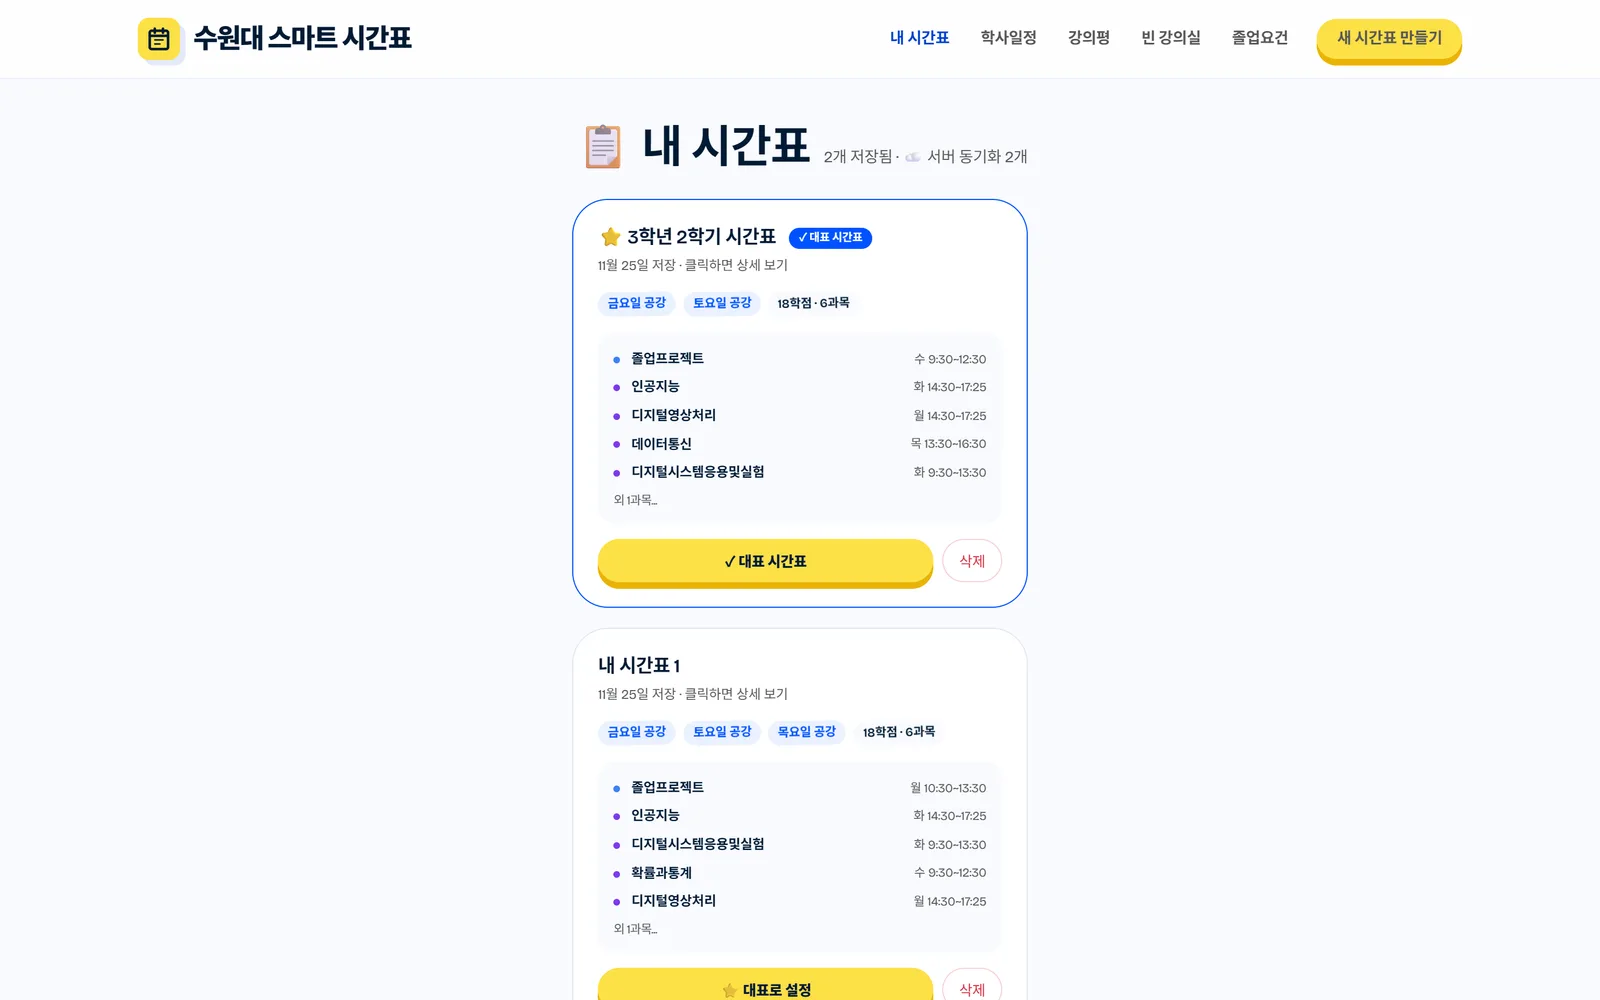 수원대 스마트 시간표
내 시간표 학사일정 강의평 빈 강의실 졸업요건 새 시간표 만들기
내 시간표 2개 저장됨 · 서버 동기화 2개
3학년 2학기 시간표 ✓ 대표 시간표
11월 25일 저장 · 클릭하면 상세 보기
금요일 공강 토요일 공강 18학점 · 6과목
졸업프로젝트 수 9:30~12:30
인공지능 화 14:30~17:25
디지털영상처리 월 14:30~17:25
데이터통신 목 13:30~16:30
디지털시스템응용및실험 화 9:30~13:30
외 1과목...
✓ 대표 시간표 삭제
내 시간표 1
11월 25일 저장 · 클릭하면 상세 보기
금요일 공강 토요일 공강 목요일 공강 18학점 · 6과목
졸업프로젝트 월 10:30~13:30
인공지능 화 14:30~17:25
디지털시스템응용및실험 화 9:30~13:30
확률과통계 수 9:30~12:30
디지털영상처리 월 14:30~17:25
외 1과목...
대표로 설정 삭제